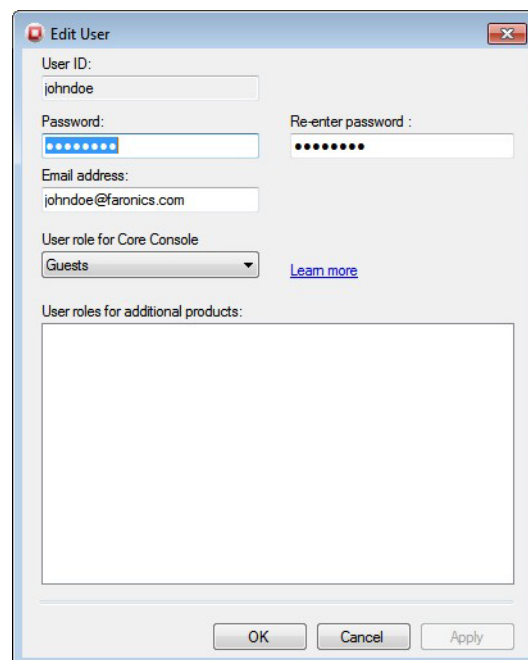 Edit User
User ID:
johndoe
Password: Re-enter password :
●●●●●●●● ●●●●●●●●
Email address:
johndoe@faronics.com
User role for Core Console
Guests Learn more
User roles for additional products:
OK Cancel Apply